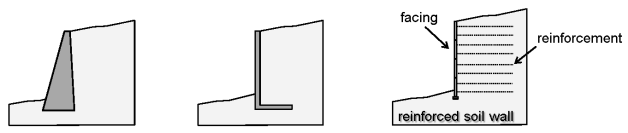 facing
reinforcement
reinforced soil wall